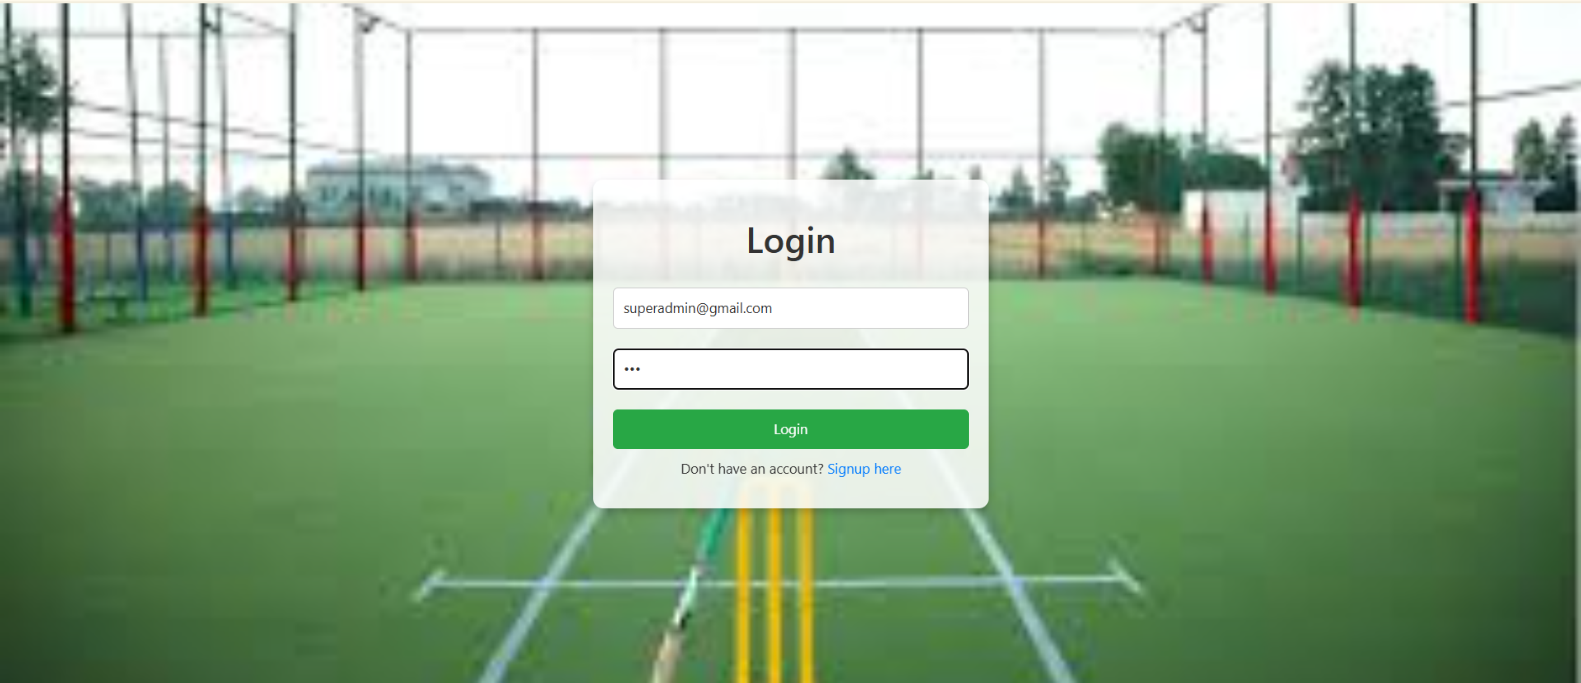 Login
superadmin@gmail.com
•••
Login
Don't have an account? Signup here